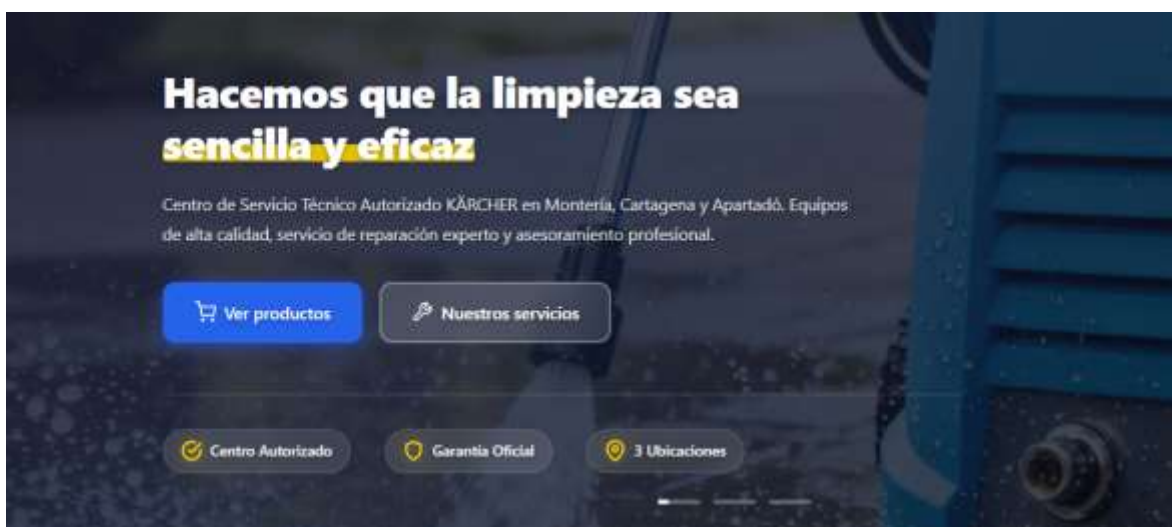 Hacemos que la limpieza sea
sencilla y eficaz
Centro de Servicio Técnico Autorizado KÄRCHER en Montería, Cartagena y Apartadó. Equipos
de alta calidad, servicio de reparación experto y asesoramiento profesional.
Ver productos
Nuestros servicios
Centro Autorizado
Garantía Oficial
3 Ubicaciones